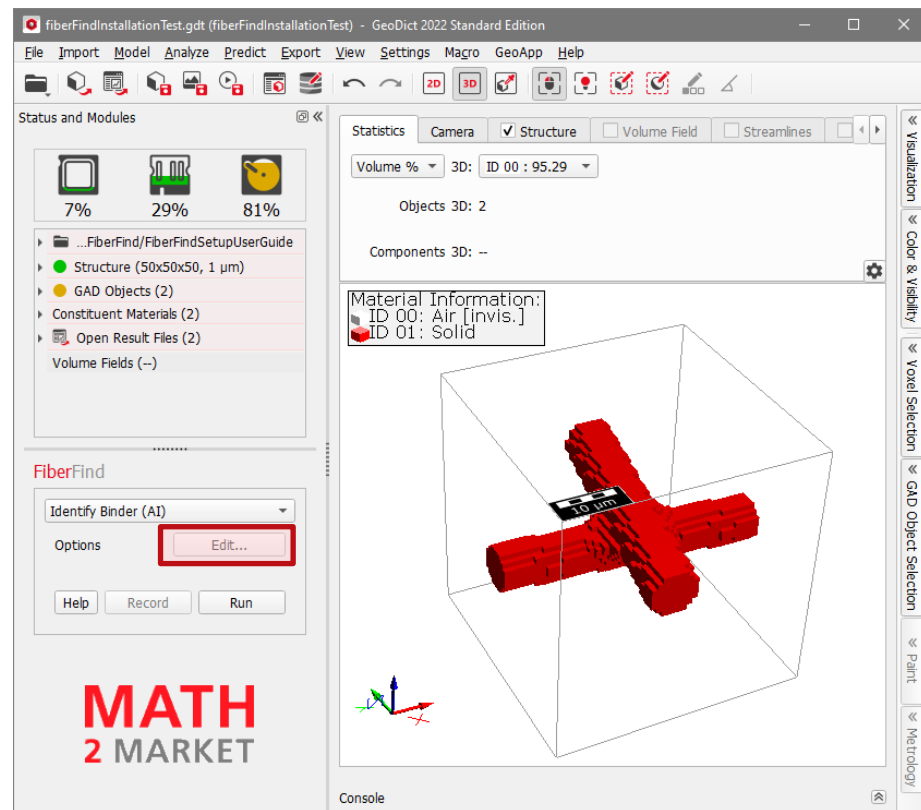 fiberFindInstallationTest.gdt (fiberFindInstallationTest) - GeoDict 2022 Standard Edition
File Import Model Analyze Predict Export View Settings Macro GeoApp Help
2D 3D
Status and Modules
7% 29% 81%
...FiberFind/FiberFindSetupUserGuide
Structure (50x50x50, 1 µm)
GAD Objects (2)
Constituent Materials (2)
Open Result Files (2)
Volume Fields (--)
FiberFind
Identify Binder (AI)
Options Edit...
Help Record Run
MATH
2 MARKET
Statistics Camera Structure Volume Field Streamlines
Volume % 3D: ID 00 : 95.29
Objects 3D: 2
Components 3D: --
Material Information:
ID 00: Air [invis.]
ID 01: Solid
10 µm
Console
Visualization
Color & Visibility
Voxel Selection
GAD Object Selection
Paint
Metrology